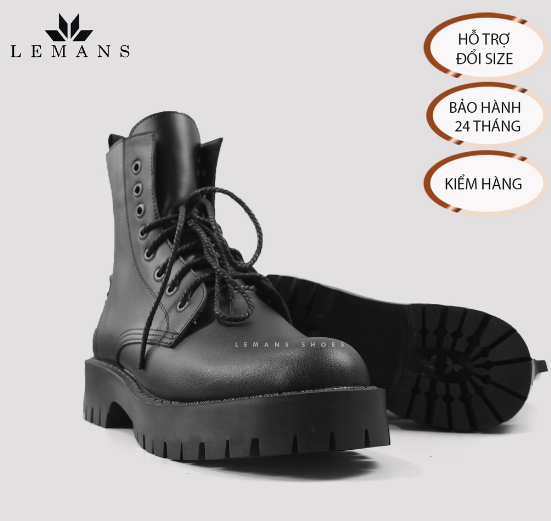 LEMANS
HỖ TRỢ
ĐỔI SIZE
BẢO HÀNH
24 THÁNG
KIỂM HÀNG
LEMANS SHOES